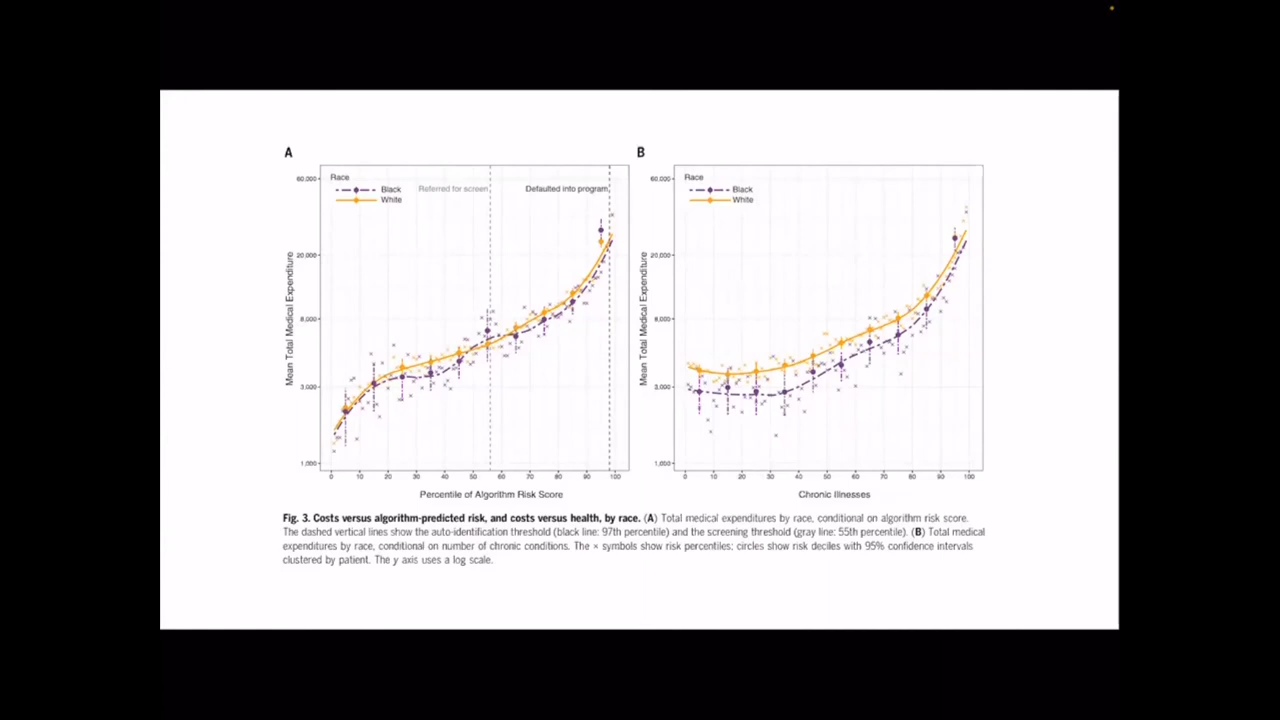 A
Race
Black
White
Referred for screen
Defaulted into program
60,000
20,000
8,000
3,000
1,000
Mean Total Medical Expenditure
0 10 20 30 40 50 60 70 80 90 100
Percentile of Algorithm Risk Score
B
Race
Black
White
60,000
20,000
8,000
3,000
1,000
Mean Total Medical Expenditure
0 10 20 30 40 50 60 70 80 90 100
Chronic Illnesses
Fig. 3. Costs versus algorithm-predicted risk, and costs versus health, by race. (A) Total medical expenditures by race, conditional on algorithm risk score.
The dashed vertical lines show the auto-identification threshold (black line: 97th percentile) and the screening threshold (gray line: 55th percentile). (B) Total medical
expenditures by race, conditional on number of chronic conditions. The × symbols show risk percentiles; circles show risk deciles with 95% confidence intervals
clustered by patient. The y axis uses a log scale.